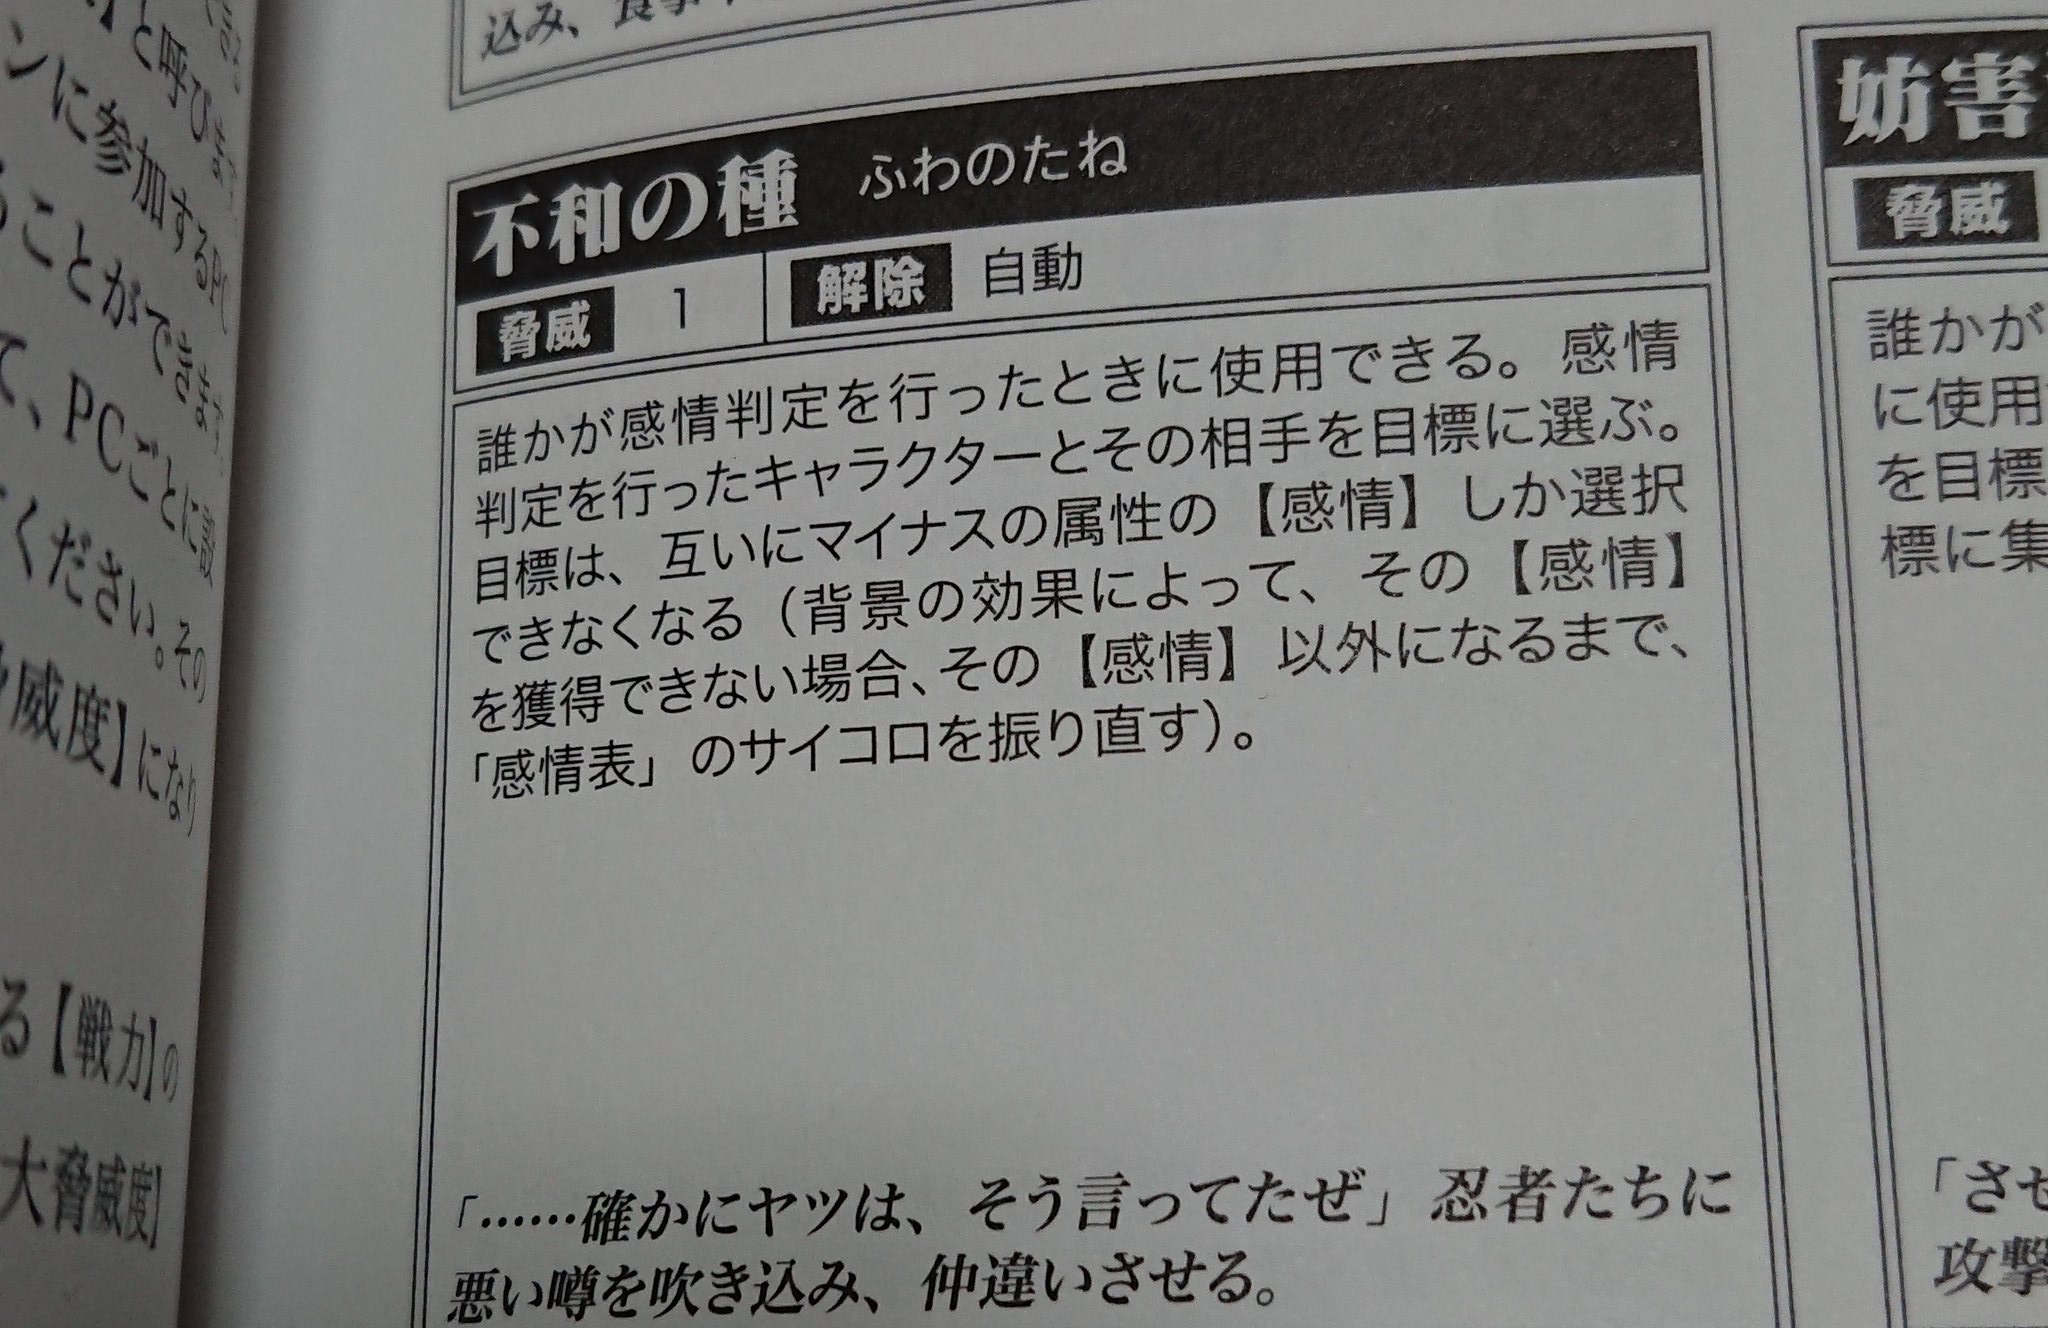 と呼び
ンに参加するPC
ことができ
て、PCごとに
ください。その
威度】になり
る【戦力】の
大脅威度】
込み、食事
不和の種 ふわのたね
脅威 1 解除 自動
誰かが感情判定を行ったときに使用できる。感情
判定を行ったキャラクターとその相手を目標に選ぶ。
目標は、互いにマイナスの属性の【感情】しか選択
できなくなる（背景の効果によって、その【感情】
を獲得できない場合、その【感情】以外になるまで、
「感情表」のサイコロを振り直す）。
「……確かにヤツは、そう言ってたぜ」忍者たちに
悪い噂を吹き込み、仲違いさせる。
妨害
脅威
誰かが
に使用
を目標
標に集
「させ
攻撃